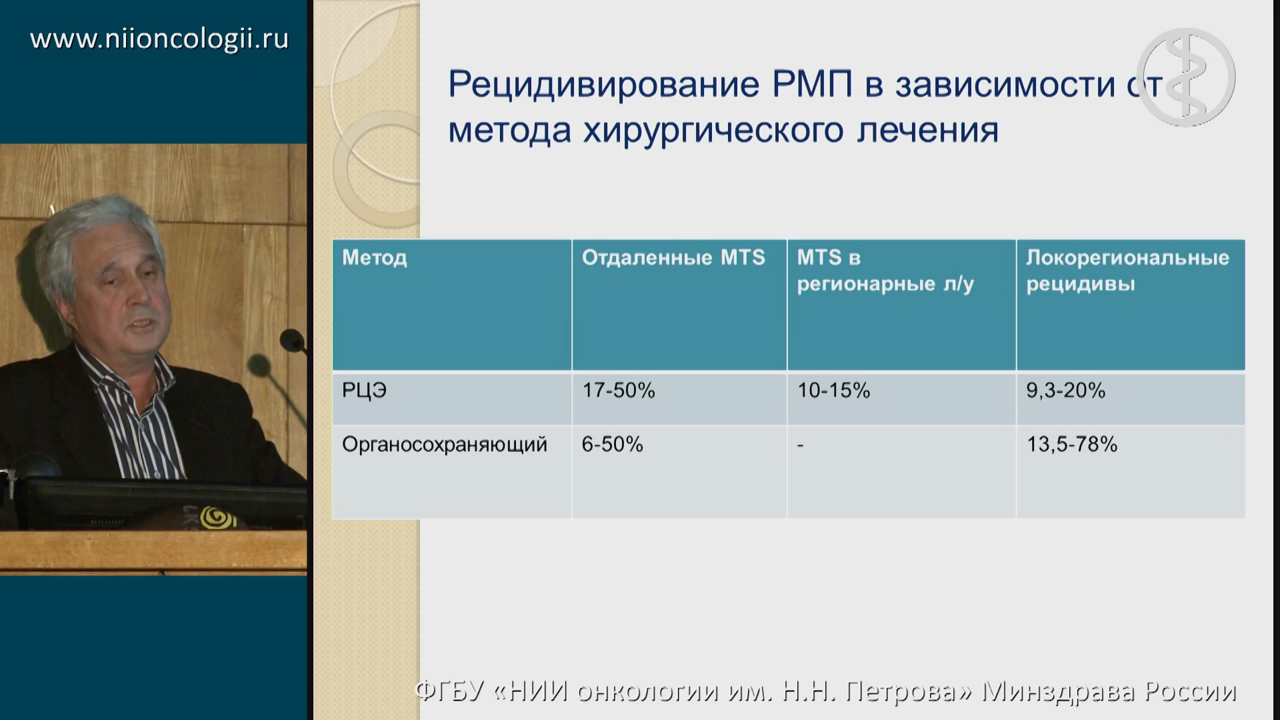 www.niioncologii.ru
Рецидивирование РМП в зависимости от
метода хирургического лечения
Метод
Отдаленные MTS
MTS в
регионарные л/у
Локорегиональные
рецидивы
РЦЭ
17-50%
10-15%
9,3-20%
Органосохраняющий
6-50%
-
13,5-78%
ФГБУ «НИИ онкологии им. Н.Н. Петрова» Минздрава России